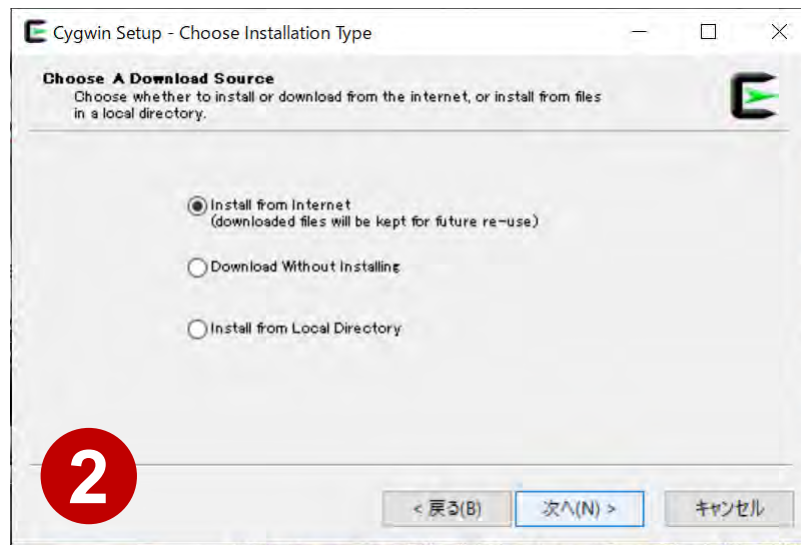 Cygwin Setup - Choose Installation Type
Choose A Download Source
Choose whether to install or download from the internet, or install from files
in a local directory.
Install from Internet
(downloaded files will be kept for future re-use)
Download Without Installing
Install from Local Directory
2
< 戻る(B)
次へ(N) >
キャンセル